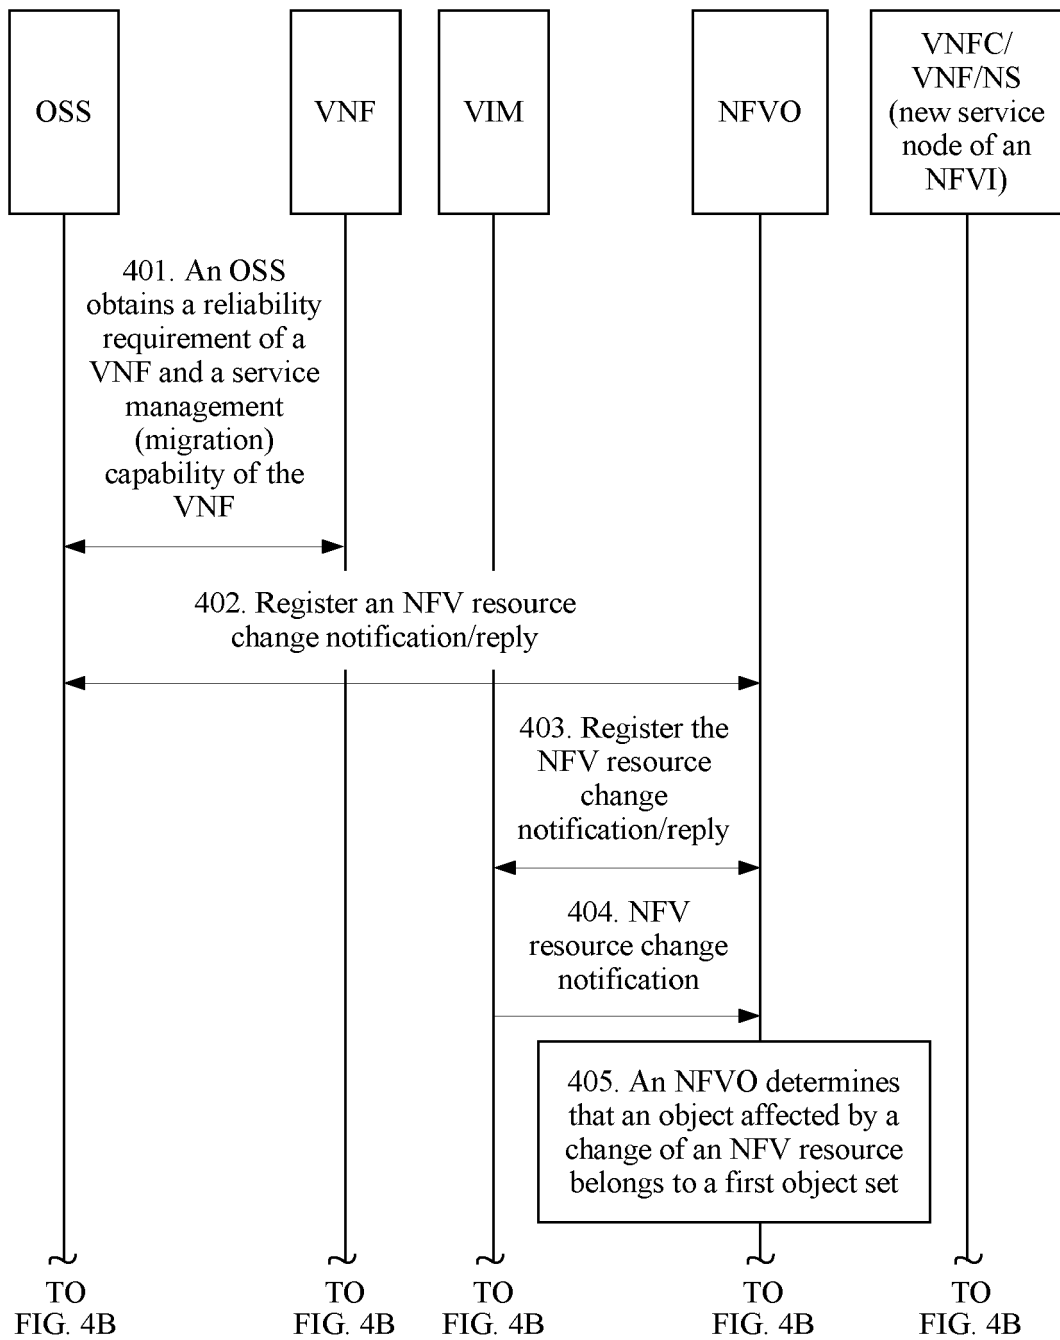 OSS
VNF
VIM
NFVO
VNFC/
VNF/NS
(new service
node of an
NFVI)
401. An OSS
obtains a reliability
requirement of a
VNF and a service
management
(migration)
capability of the
VNF
402. Register an NFV resource
change notification/reply
403. Register the
NFV resource
change
notification/reply
404. NFV
resource change
notification
405. An NFVO determines
that an object affected by a
change of an NFV resource
belongs to a first object set
TO
FIG. 4B
TO
FIG. 4B
TO
FIG. 4B
TO
FIG. 4B
TO
FIG. 4B